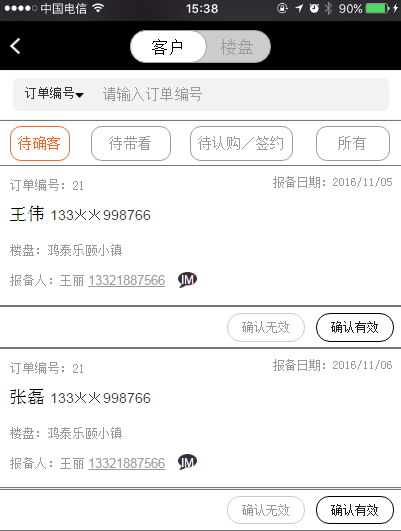 中国电信 15:38 90%
客户 楼盘
订单编号 请输入订单编号
待确客 待带看 待认购／签约 所有
订单编号：21 报备日期：2016/11/05
王伟 133火火998766
楼盘：鸿泰乐颐小镇
报备人：王丽 13321887566 IM
确认无效 确认有效
订单编号：21 报备日期：2016/11/06
张磊 133火火998766
楼盘：鸿泰乐颐小镇
报备人：王丽 13321887566 IM
确认无效 确认有效